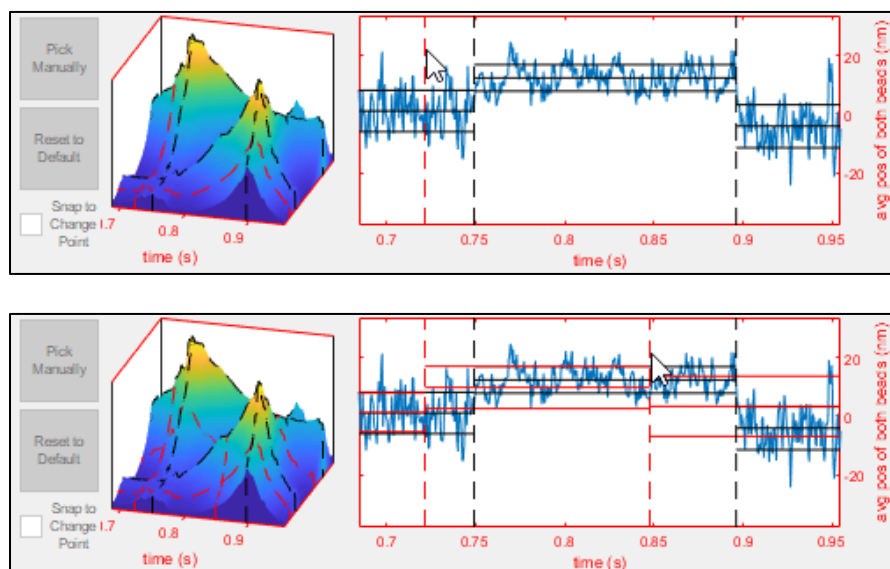 Pick
Manually
Reset to
Default
Snap to
Change
Point
0.7
0.8
0.9
time (s)
20
0
-20
avg pos of both beads (nm)
0.7
0.75
0.8
0.85
0.9
0.95
time (s)
Pick
Manually
Reset to
Default
Snap to
Change
Point
0.7
0.8
0.9
time (s)
20
0
-20
avg pos of both beads (nm)
0.7
0.75
0.8
0.85
0.9
0.95
time (s)